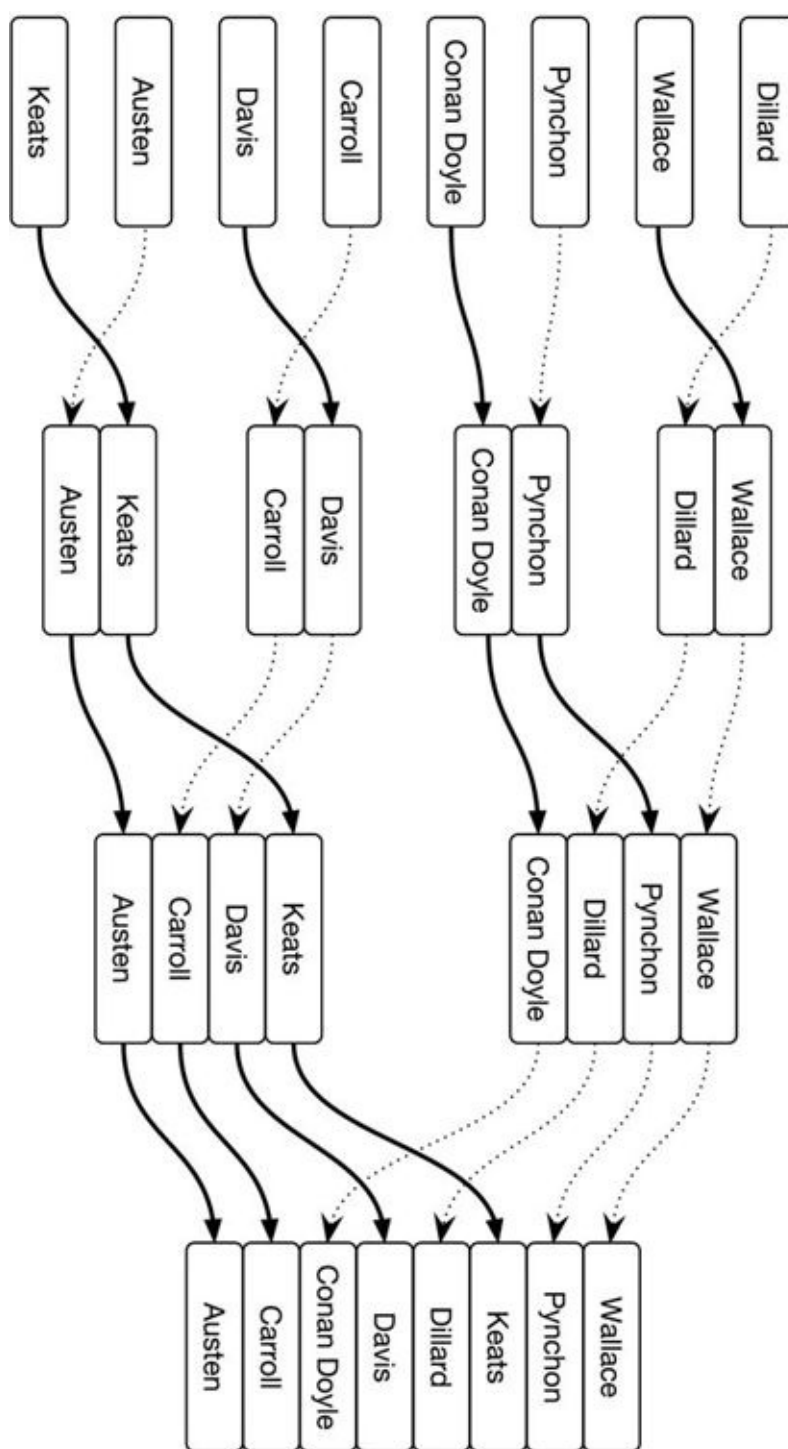 Keats
Austen
Davis
Carroll
Conan Doyle
Pynchon
Wallace
Dillard
Austen
Keats
Carroll
Davis
Conan Doyle
Pynchon
Dillard
Wallace
Austen
Carroll
Davis
Keats
Conan Doyle
Dillard
Pynchon
Wallace
Austen
Carroll
Conan Doyle
Davis
Dillard
Keats
Pynchon
Wallace